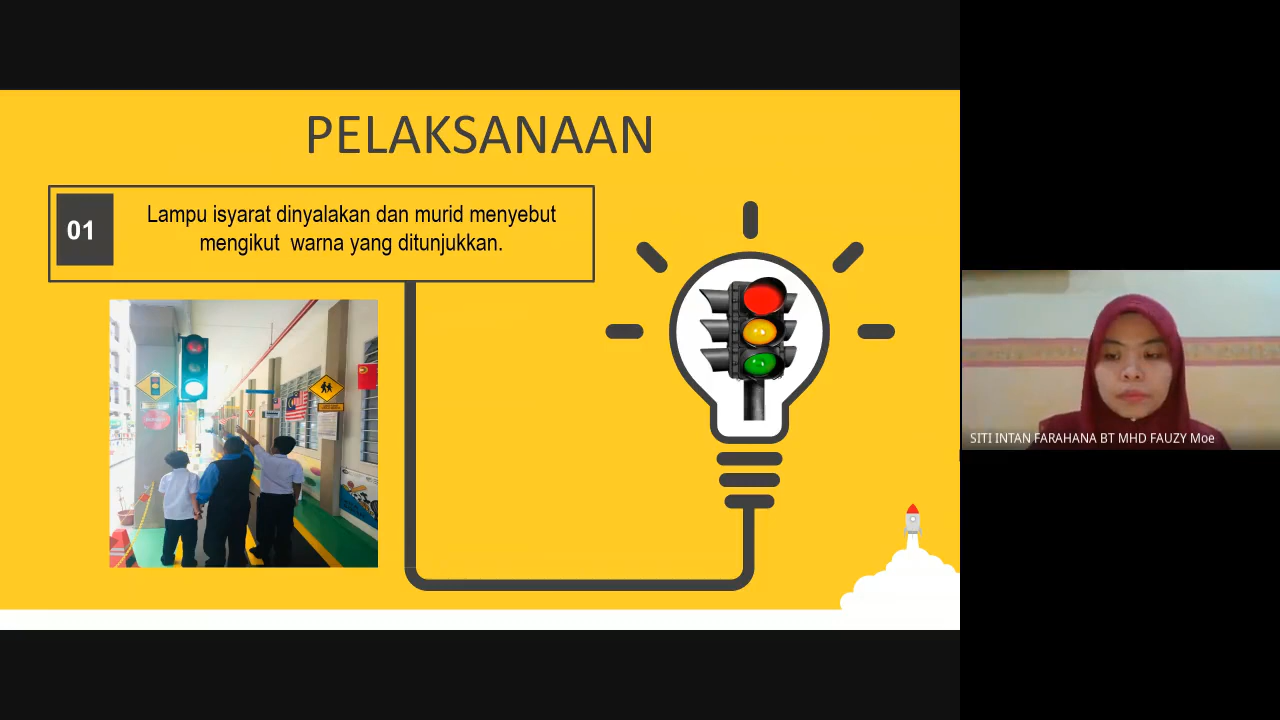 PELAKSANAAN
01
Lampu isyarat dinyalakan dan murid menyebut
mengikut warna yang ditunjukkan.
SITI INTAN FARAHANA BT MHD FAUZY Moe